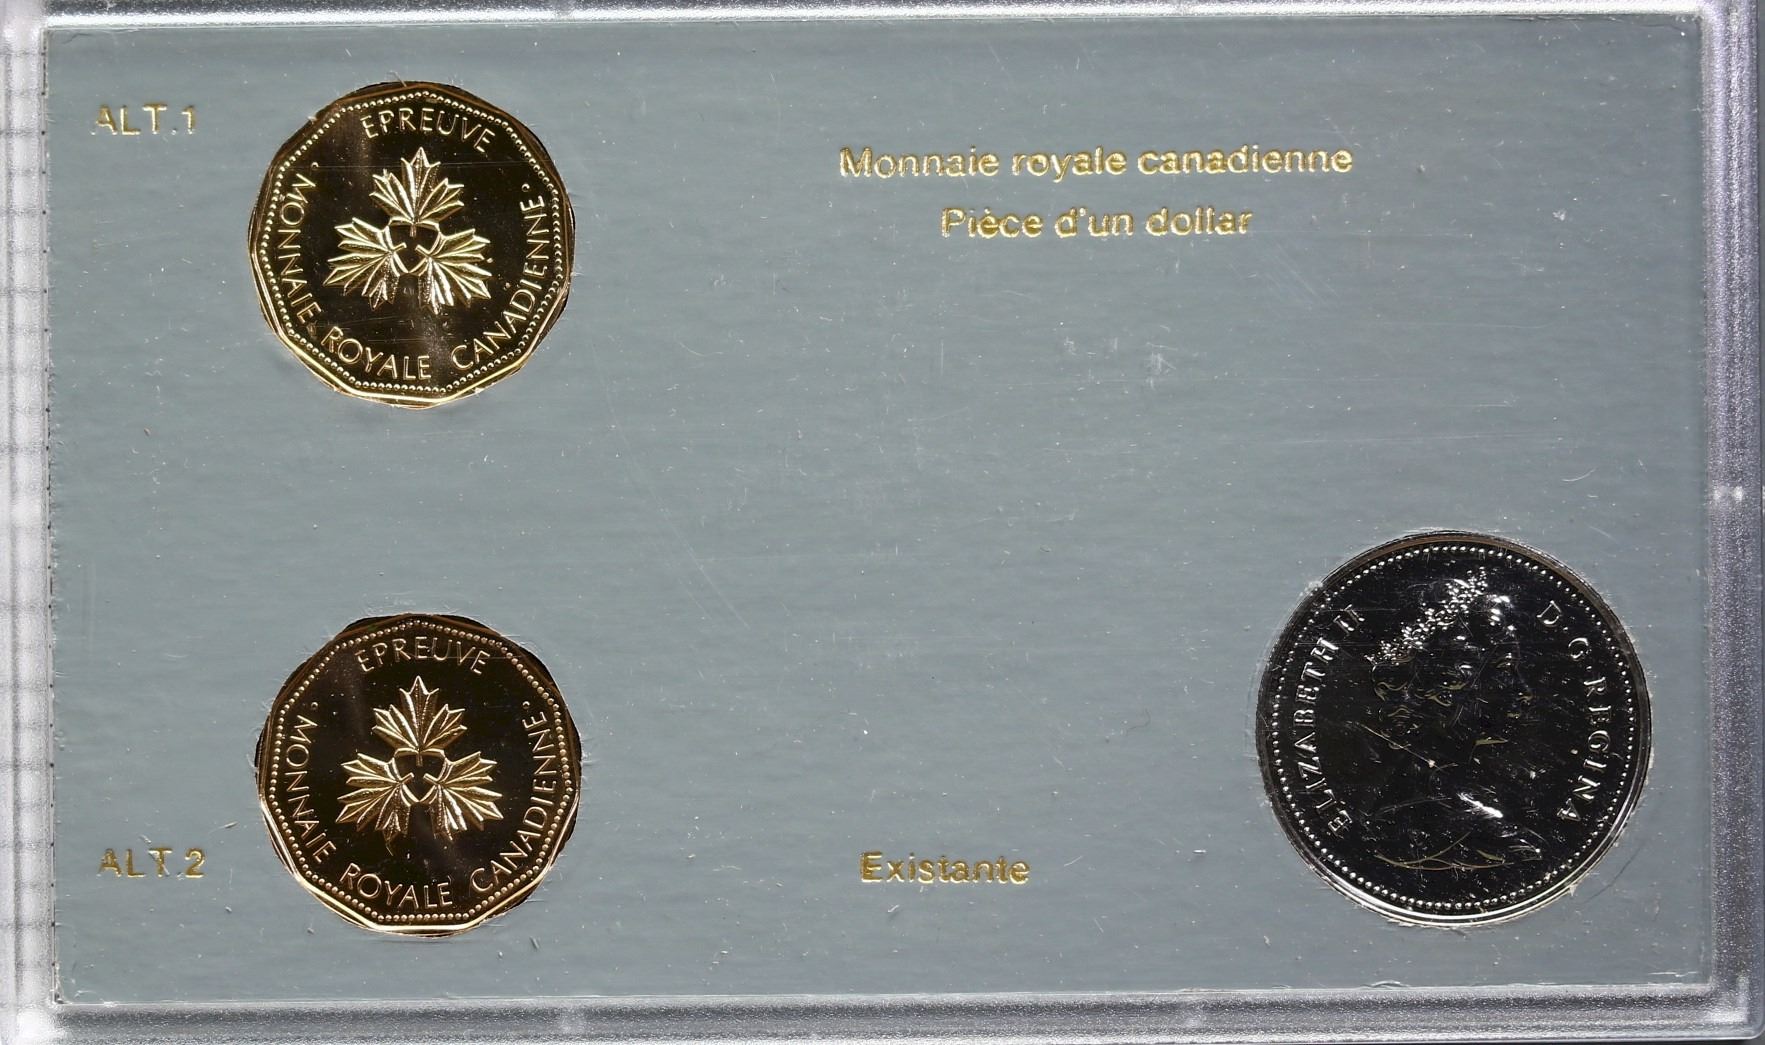 ALT.1
EPREUVE
· MONNAIE ROYALE CANADIENNE ·
Monnaie royale canadienne
Pièce d'un dollar
EPREUVE
· MONNAIE ROYALE CANADIENNE ·
ALT.2
Existante
ELIZABETH II D·G·REGINA